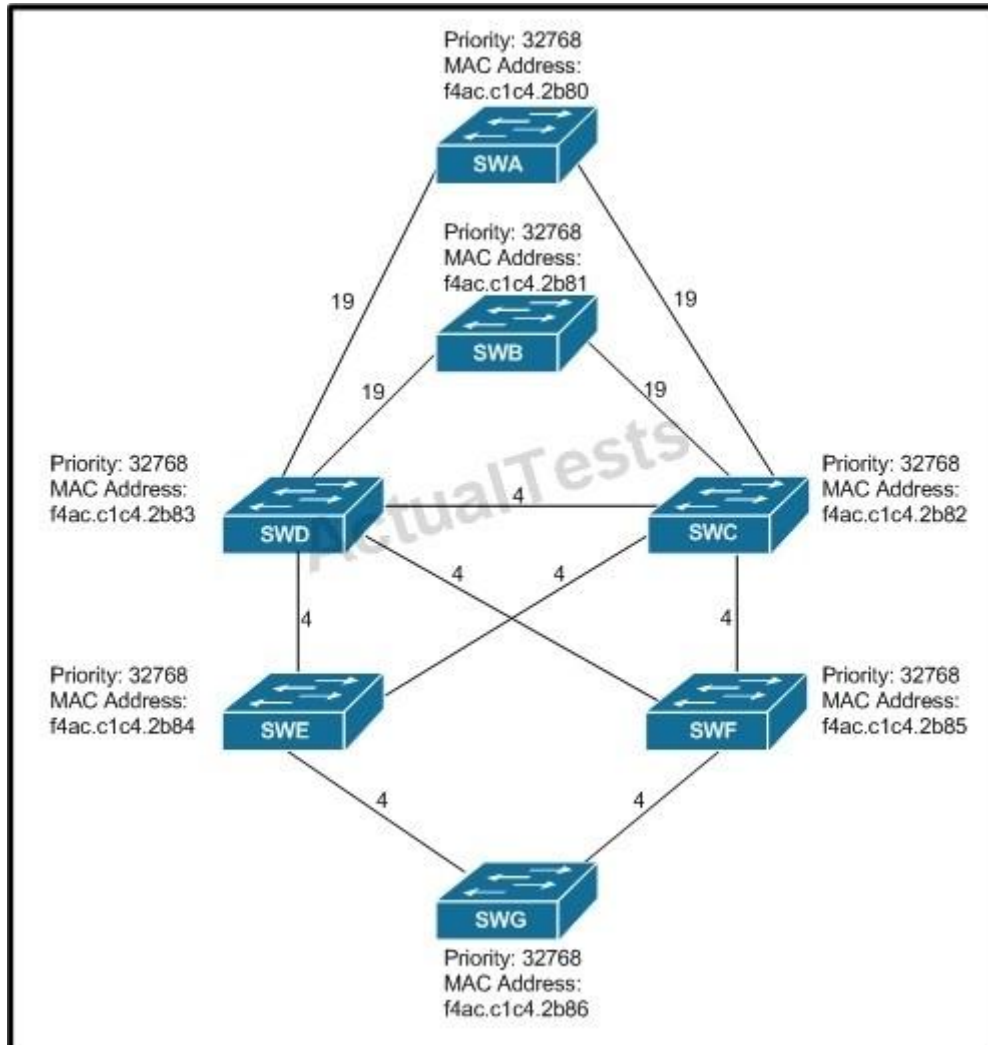 Priority: 32768
MAC Address:
f4ac.c1c4.2b80
SWA
Priority: 32768
MAC Address:
f4ac.c1c4.2b81
19
19
SWB
19
19
Priority: 32768
MAC Address:
f4ac.c1c4.2b83
ActualTests
Priority: 32768
MAC Address:
f4ac.c1c4.2b82
4
SWD
SWC
4
4
4
4
Priority: 32768
MAC Address:
f4ac.c1c4.2b84
Priority: 32768
MAC Address:
f4ac.c1c4.2b85
SWE
SWF
4
4
SWG
Priority: 32768
MAC Address:
f4ac.c1c4.2b86